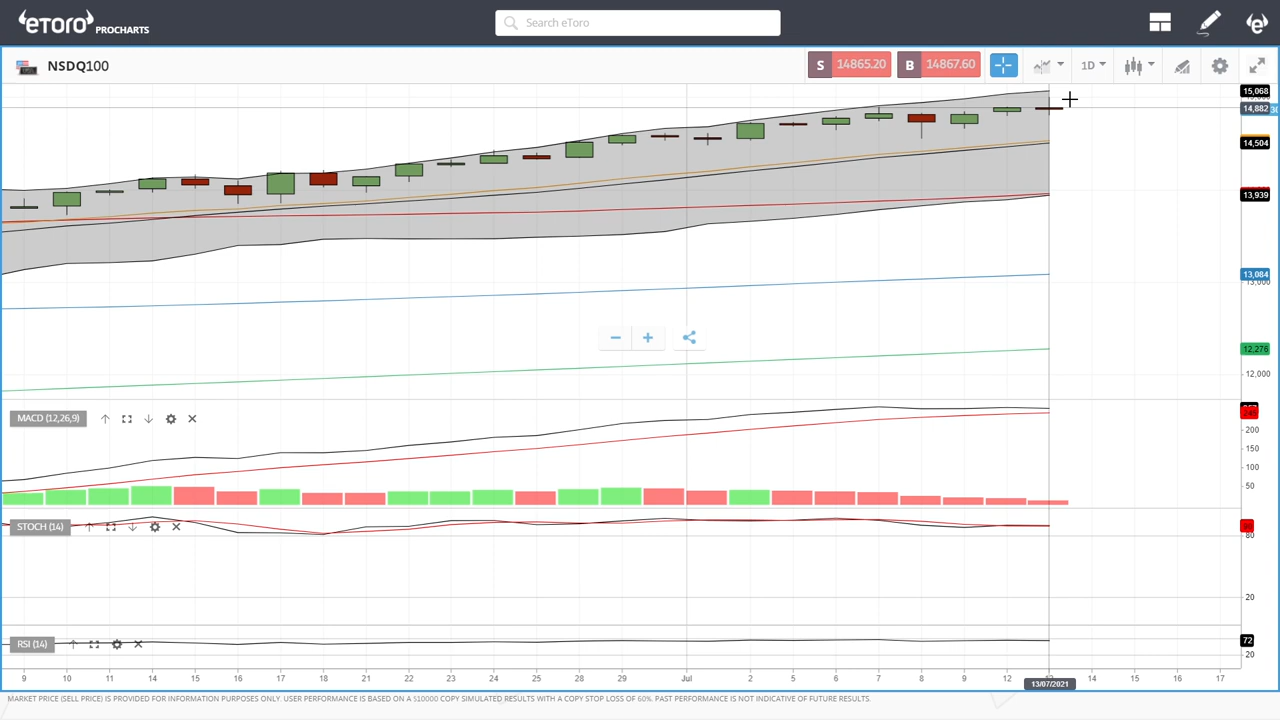 eToro PROCHARTS
Search eToro
NSDQ100
S 14865.20 B 14867.60
1D
15,068
14,882
14,504
13,939
13,084
13,000
12,276
12,000
MACD (12,26,9)
200
150
100
50
STOCH (14)
80
20
RSI (14)
72
20
9 10 11 14 15 16 17 18 21 22 23 24 25 28 29 Jul 2 5 6 7 8 9 12 14 15 16 17
13/07/2021
MARKET PRICE (SELL PRICE) IS PROVIDED FOR INFORMATION PURPOSES ONLY. USER PERFORMANCE IS BASED ON A $10000 COPY SIMULATED RESULTS WITH A COPY STOP LOSS OF 60%. PAST PERFORMANCE IS NOT INDICATIVE OF FUTURE RESULTS.